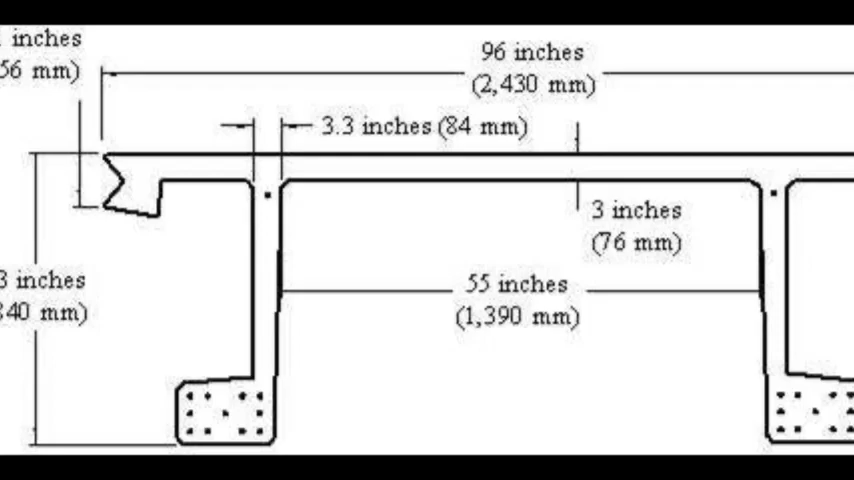 inches
56 mm)
96 inches
(2,430 mm)
3.3 inches (84 mm)
3 inches
(76 mm)
3 inches
340 mm)
55 inches
(1,390 mm)